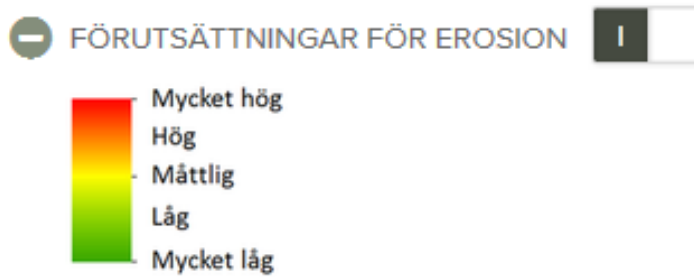 FÖRUTSÄTTNINGAR FÖR EROSION I
Mycket hög
Hög
Måttlig
Låg
Mycket låg